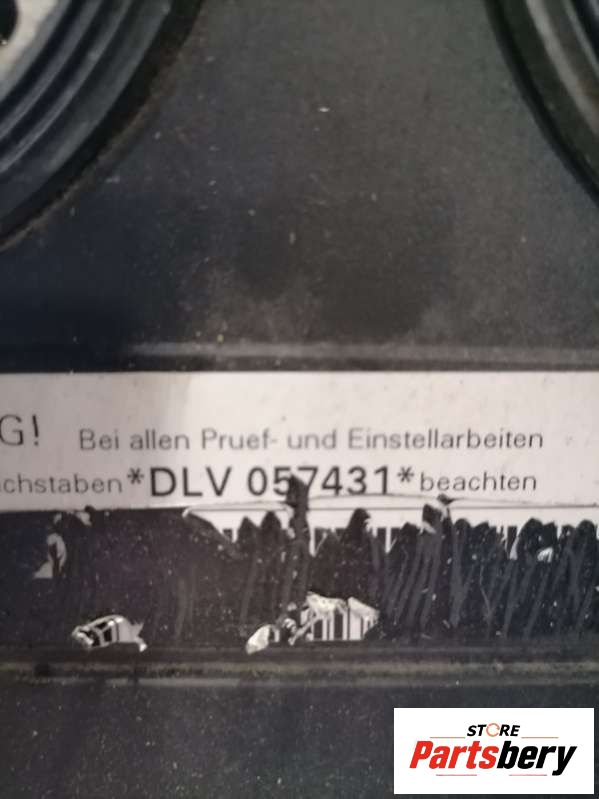 G! Bei allen Pruef- und Einstellarbeiten
chstaben *DLV 057431* beachten
STORE
Partsbery